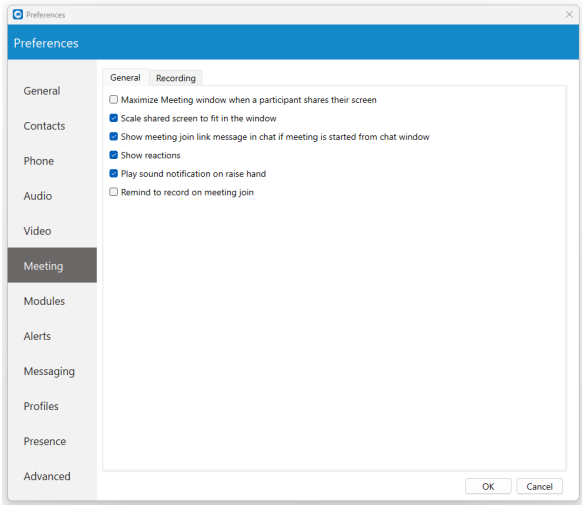 Preferences
Preferences
General
Contacts
Phone
Audio
Video
Meeting
Modules
Alerts
Messaging
Profiles
Presence
Advanced
General Recording
Maximize Meeting window when a participant shares their screen
Scale shared screen to fit in the window
Show meeting join link message in chat if meeting is started from chat window
Show reactions
Play sound notification on raise hand
Remind to record on meeting join
OK Cancel